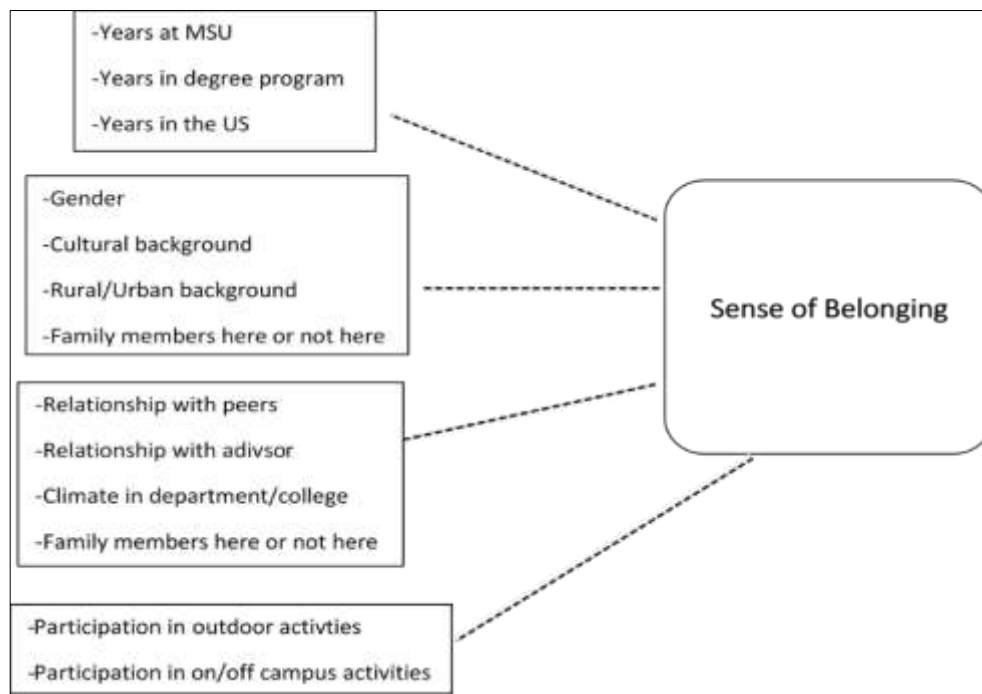 -Years at MSU
-Years in degree program
-Years in the US
-Gender
-Cultural background
-Rural/Urban background
-Family members here or not here
-Relationship with peers
-Relationship with adivsor
-Climate in department/college
-Family members here or not here
-Participation in outdoor activties
-Participation in on/off campus activities
Sense of Belonging